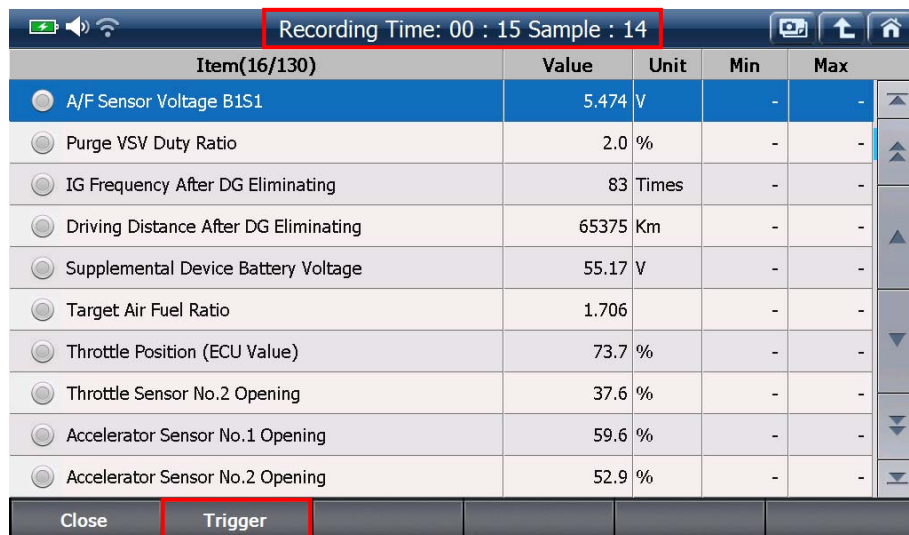 Recording Time: 00 : 15 Sample : 14
Item(16/130) Value Unit Min Max
A/F Sensor Voltage B1S1 5.474 V - -
Purge VSV Duty Ratio 2.0 % - -
IG Frequency After DG Eliminating 83 Times - -
Driving Distance After DG Eliminating 65375 Km - -
Supplemental Device Battery Voltage 55.17 V - -
Target Air Fuel Ratio 1.706 - -
Throttle Position (ECU Value) 73.7 % - -
Throttle Sensor No.2 Opening 37.6 % - -
Accelerator Sensor No.1 Opening 59.6 % - -
Accelerator Sensor No.2 Opening 52.9 % - -
Close Trigger